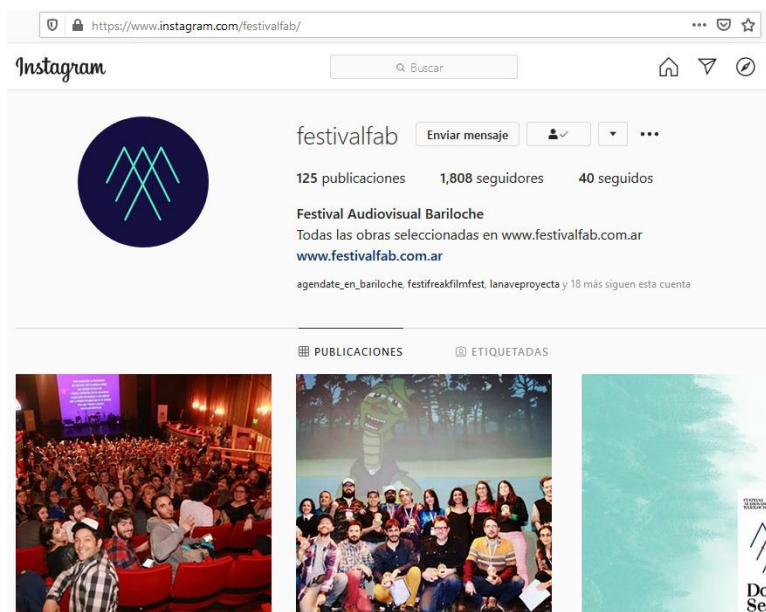 https://www.instagram.com/festivalfab/
Instagram
Buscar
festivalfab
Enviar mensaje
125 publicaciones 1,808 seguidores 40 seguidos
Festival Audiovisual Bariloche
Todas las obras seleccionadas en www.festivalfab.com.ar
www.festivalfab.com.ar
agendate_en_bariloche, festifreakfilmfest, lanaveproyecta y 18 más siguen esta cuenta
PUBLICACIONES
ETIQUETADAS